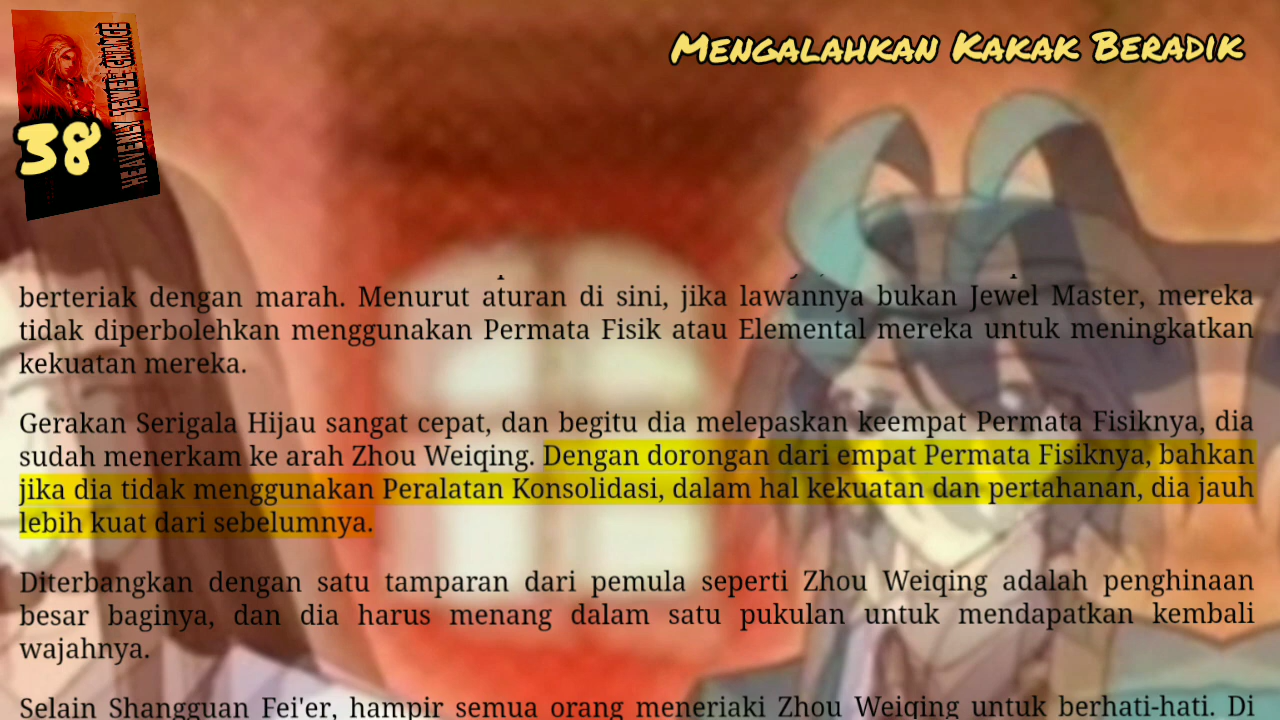 HEAVENLY JEWEL CHANGE
38
Mengalahkan Kakak Beradik
berteriak dengan marah. Menurut aturan di sini, jika lawannya bukan Jewel Master, mereka
tidak diperbolehkan menggunakan Permata Fisik atau Elemental mereka untuk meningkatkan
kekuatan mereka.
Gerakan Serigala Hijau sangat cepat, dan begitu dia melepaskan keempat Permata Fisiknya, dia
sudah menerkam ke arah Zhou Weiqing. Dengan dorongan dari empat Permata Fisiknya, bahkan
jika dia tidak menggunakan Peralatan Konsolidasi, dalam hal kekuatan dan pertahanan, dia jauh
lebih kuat dari sebelumnya.
Diterbangkan dengan satu tamparan dari pemula seperti Zhou Weiqing adalah penghinaan
besar baginya, dan dia harus menang dalam satu pukulan untuk mendapatkan kembali
wajahnya.
Selain Shangguan Fei'er, hampir semua orang meneriaki Zhou Weiqing untuk berhati-hati. Di